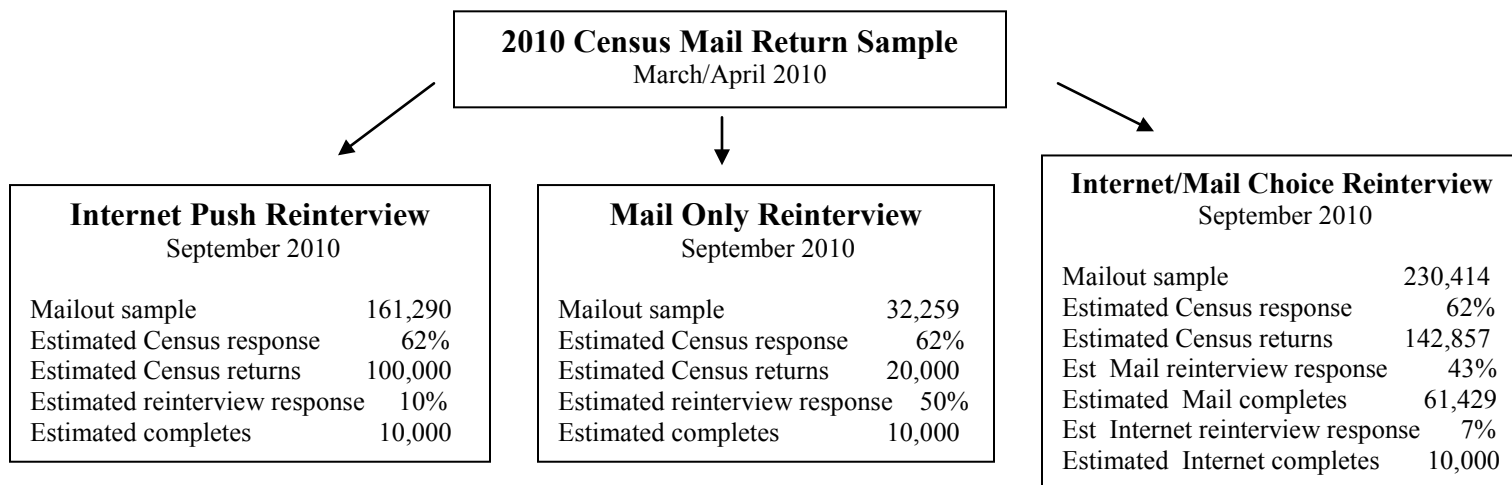 2010 Census Mail Return Sample
March/April 2010
Internet Push Reinterview
September 2010
Mailout sample 161,290
Estimated Census response 62%
Estimated Census returns 100,000
Estimated reinterview response 10%
Estimated completes 10,000
Mail Only Reinterview
September 2010
Mailout sample 32,259
Estimated Census response 62%
Estimated Census returns 20,000
Estimated reinterview response 50%
Estimated completes 10,000
Internet/Mail Choice Reinterview
September 2010
Mailout sample 230,414
Estimated Census response 62%
Estimated Census returns 142,857
Est Mail reinterview response 43%
Estimated Mail completes 61,429
Est Internet reinterview response 7%
Estimated Internet completes 10,000